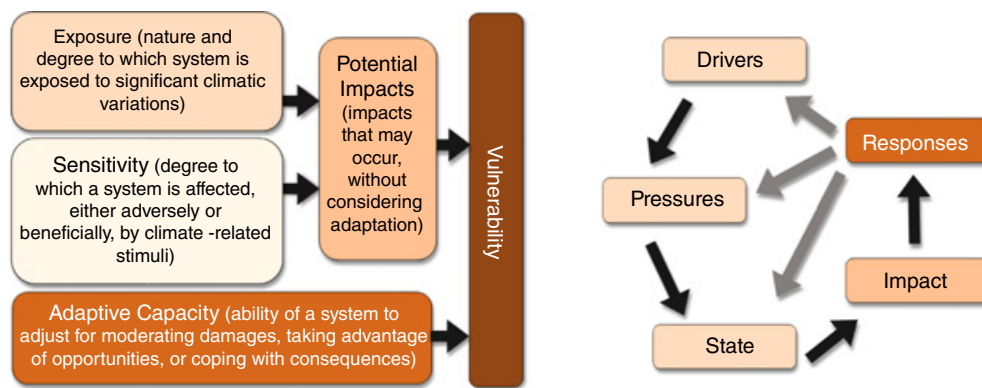 Exposure (nature and
degree to which system is
exposed to significant climatic
variations)
Sensitivity (degree to
which a system is affected,
either adversely or
beneficially, by climate -related
stimuli)
Potential
Impacts
(impacts
that may
occur,
without
considering
adaptation)
Adaptive Capacity (ability of a system to
adjust for moderating damages, taking advantage
of opportunities, or coping with consequences)
Vulnerability
Drivers
Responses
Pressures
Impact
State